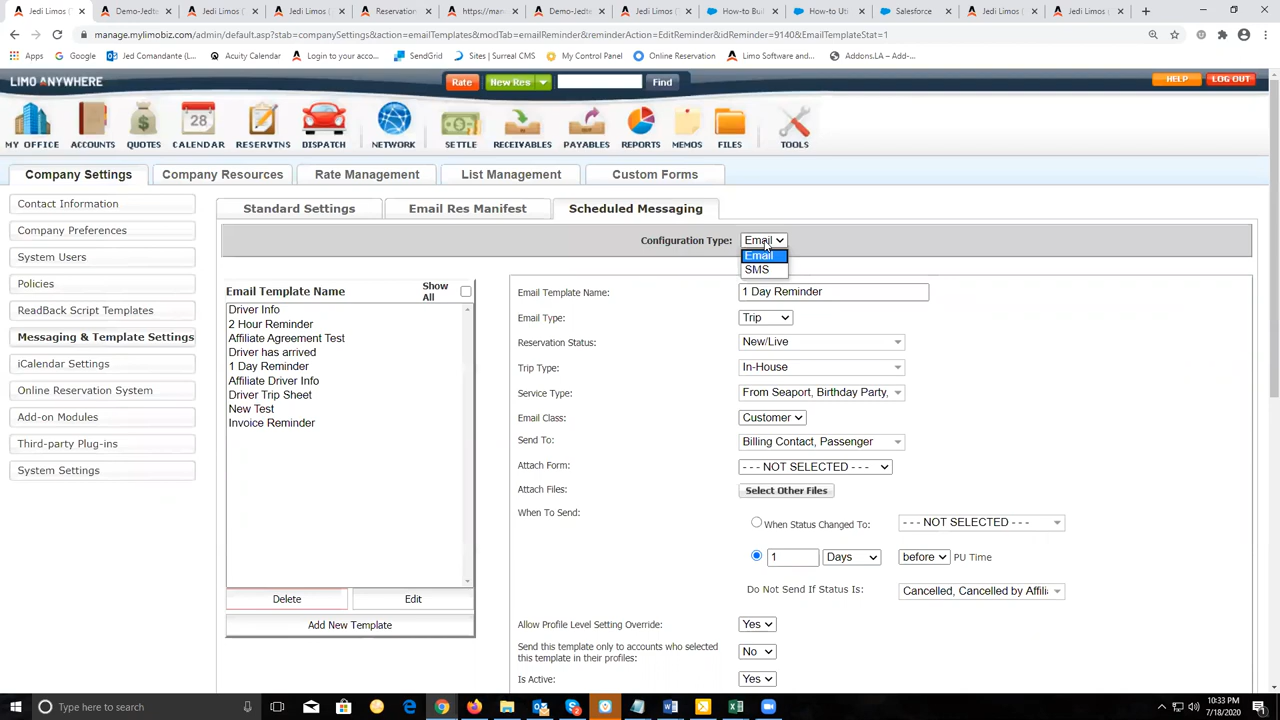 Jedi Limos (
Demo-Jedte
Jedi Limos (
Jedi Limos (
Reservation
https://man
Demo-Jedte
Jedi Limos (
How-to Buil
How-to Uti
Salesforce
Jedi Limos (
Jedi Limos g
manage.mylimobiz.com/admin/default.asp?stab=companySettings&action=emailTemplates&modTab=emailReminder&reminderAction=EditReminder&idReminder=9140&EmailTemplateStat=1
Apps Google Jed Comandante (... Acuity Calendar Login to your acco... SendGrid Sites | Surreal CMS My Control Panel Online Reservation Limo Software and... Addons.LA – Add-...
LIMO ANYWHERE Rate New Res Find HELP LOG OUT
28
MY OFFICE ACCOUNTS QUOTES CALENDAR RESERVTNS DISPATCH NETWORK SETTLE RECEIVABLES PAYABLES REPORTS MEMOS FILES TOOLS
Company Settings Company Resources Rate Management List Management Custom Forms
Contact Information
Company Preferences
System Users
Policies
ReadBack Script Templates
Messaging & Template Settings
iCalendar Settings
Online Reservation System
Add-on Modules
Third-party Plug-ins
System Settings
Standard Settings Email Res Manifest Scheduled Messaging
Configuration Type: Email
Email
SMS
Email Template Name Show All
Driver Info
2 Hour Reminder
Affiliate Agreement Test
Driver has arrived
1 Day Reminder
Affiliate Driver Info
Driver Trip Sheet
New Test
Invoice Reminder
Delete Edit
Add New Template
Email Template Name: 1 Day Reminder
Email Type: Trip
Reservation Status: New/Live
Trip Type: In-House
Service Type: From Seaport, Birthday Party,
Email Class: Customer
Send To: Billing Contact, Passenger
Attach Form: - - - NOT SELECTED - - -
Attach Files: Select Other Files
When To Send: When Status Changed To: - - - NOT SELECTED - - -
1 Days before PU Time
Do Not Send If Status Is: Cancelled, Cancelled by Affili
Allow Profile Level Setting Override: Yes
Send this template only to accounts who selected
this template in their profiles: No
Is Active: Yes
Type here to search
10:33 PM
7/18/2020